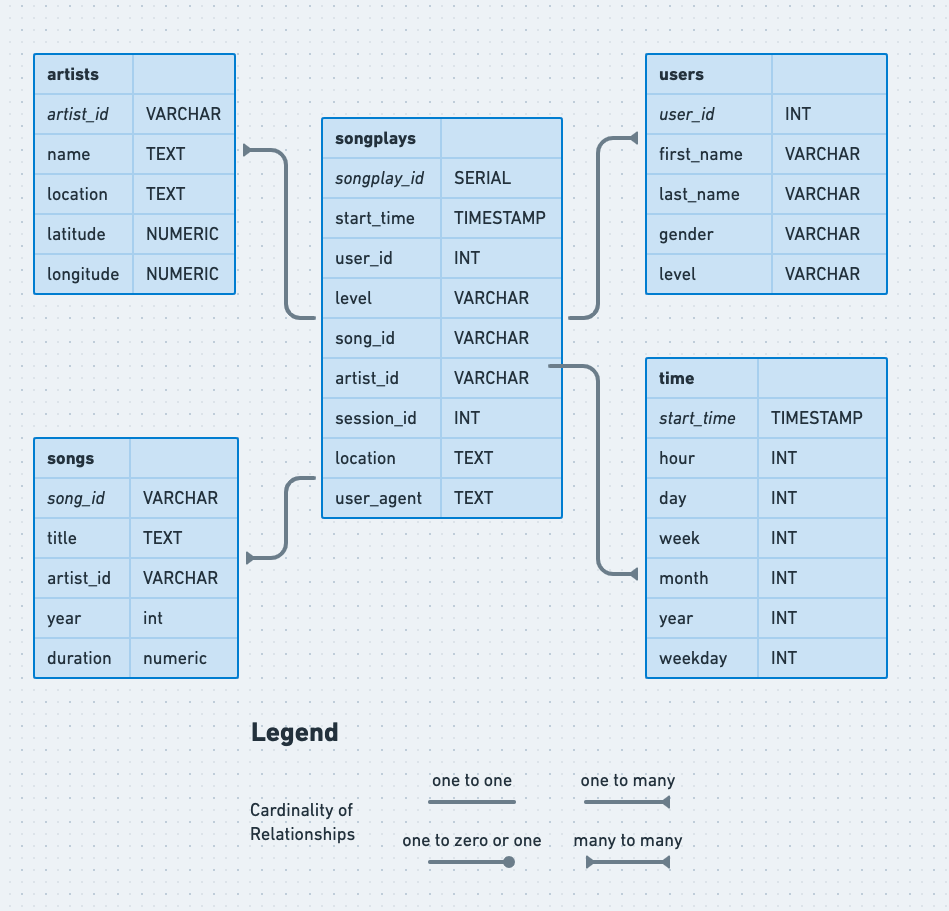 artists
artist_id VARCHAR
name TEXT
location TEXT
latitude NUMERIC
longitude NUMERIC
songplays
songplay_id SERIAL
start_time TIMESTAMP
user_id INT
level VARCHAR
song_id VARCHAR
artist_id VARCHAR
session_id INT
location TEXT
user_agent TEXT
users
user_id INT
first_name VARCHAR
last_name VARCHAR
gender VARCHAR
level VARCHAR
songs
song_id VARCHAR
title TEXT
artist_id VARCHAR
year int
duration numeric
time
start_time TIMESTAMP
hour INT
day INT
week INT
month INT
year INT
weekday INT
Legend
Cardinality of
Relationships
one to one
one to many
one to zero or one
many to many